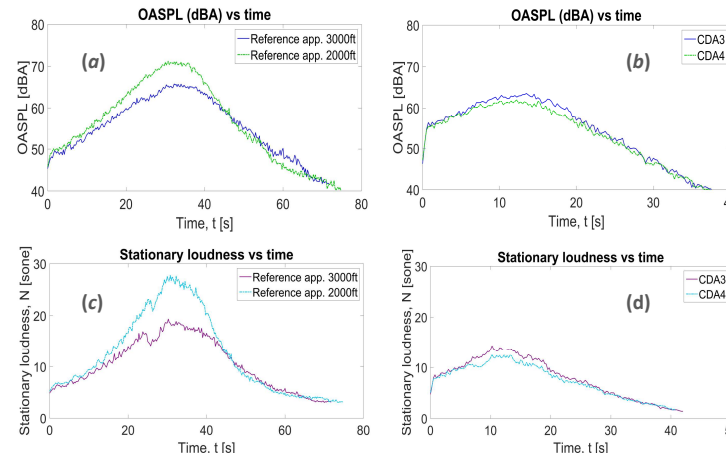 OASPL (dBA) vs time
80
70
60
50
40
OASPL [dBA]
(a)
Reference app. 3000ft
Reference app. 2000ft
0
20
40
60
80
Time, t [s]
OASPL (dBA) vs time
80
70
60
50
40
OASPL [dBA]
(b)
CDA3
CDA4
0
10
20
30
Time, t [s]
Stationary loudness vs time
30
20
10
0
Stationary loudness, N [sone]
(c)
Reference app. 3000ft
Reference app. 2000ft
0
20
40
60
80
Time, t [s]
Stationary loudness vs time
30
20
10
0
Stationary loudness, N [sone]
(d)
CDA3
CDA4
0
10
20
30
40
Time, t [s]